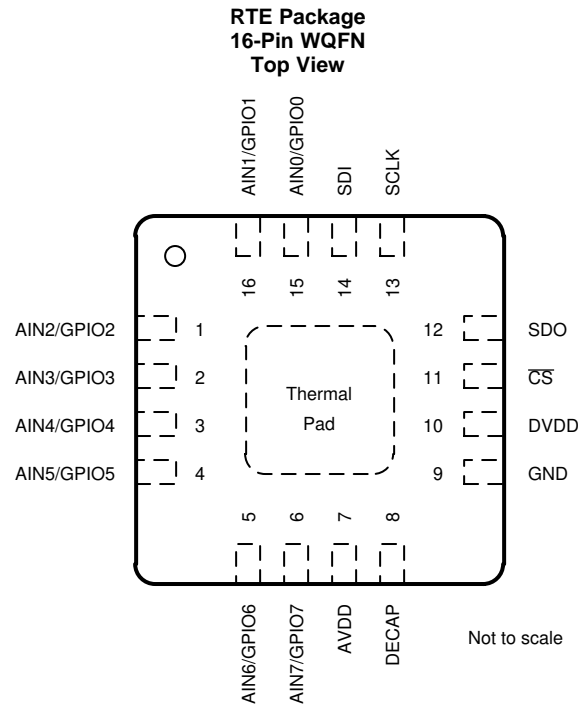 RTE Package
16-Pin WQFN
Top View
AIN1/GPIO1
AIN0/GPIO0
SDI
SCLK
16
15
14
13
AIN2/GPIO2 1
AIN3/GPIO3 2
AIN4/GPIO4 3
AIN5/GPIO5 4
Thermal
Pad
12 SDO
11 C̅S̅
10 DVDD
9 GND
5
6
7
8
AIN6/GPIO6
AIN7/GPIO7
AVDD
DECAP
Not to scale